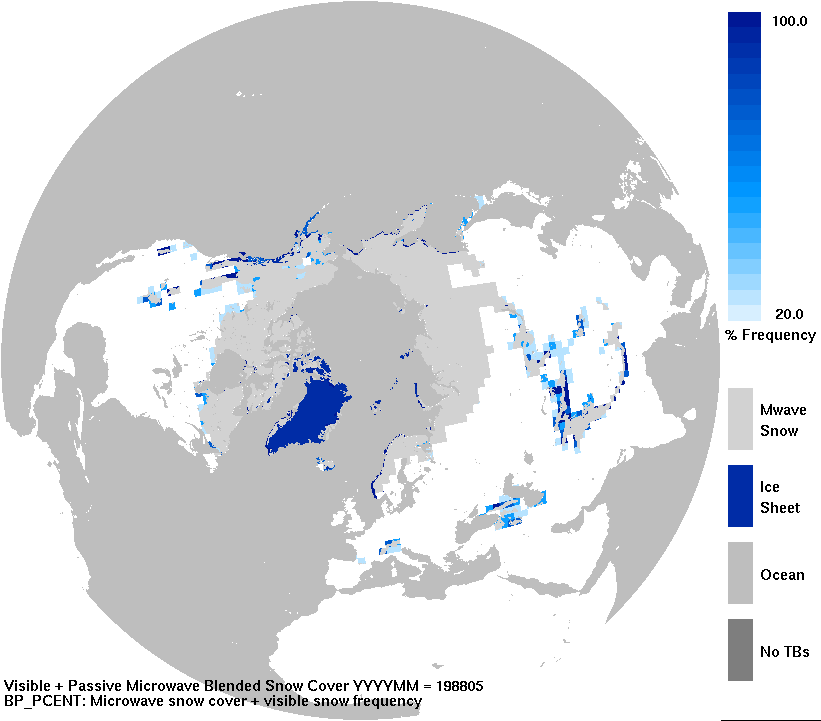 100.0
20.0
% Frequency
Mwave
Snow
Ice
Sheet
Ocean
No TBs
Visible + Passive Microwave Blended Snow Cover YYYYMM = 198805
BP_PCENT: Microwave snow cover + visible snow frequency